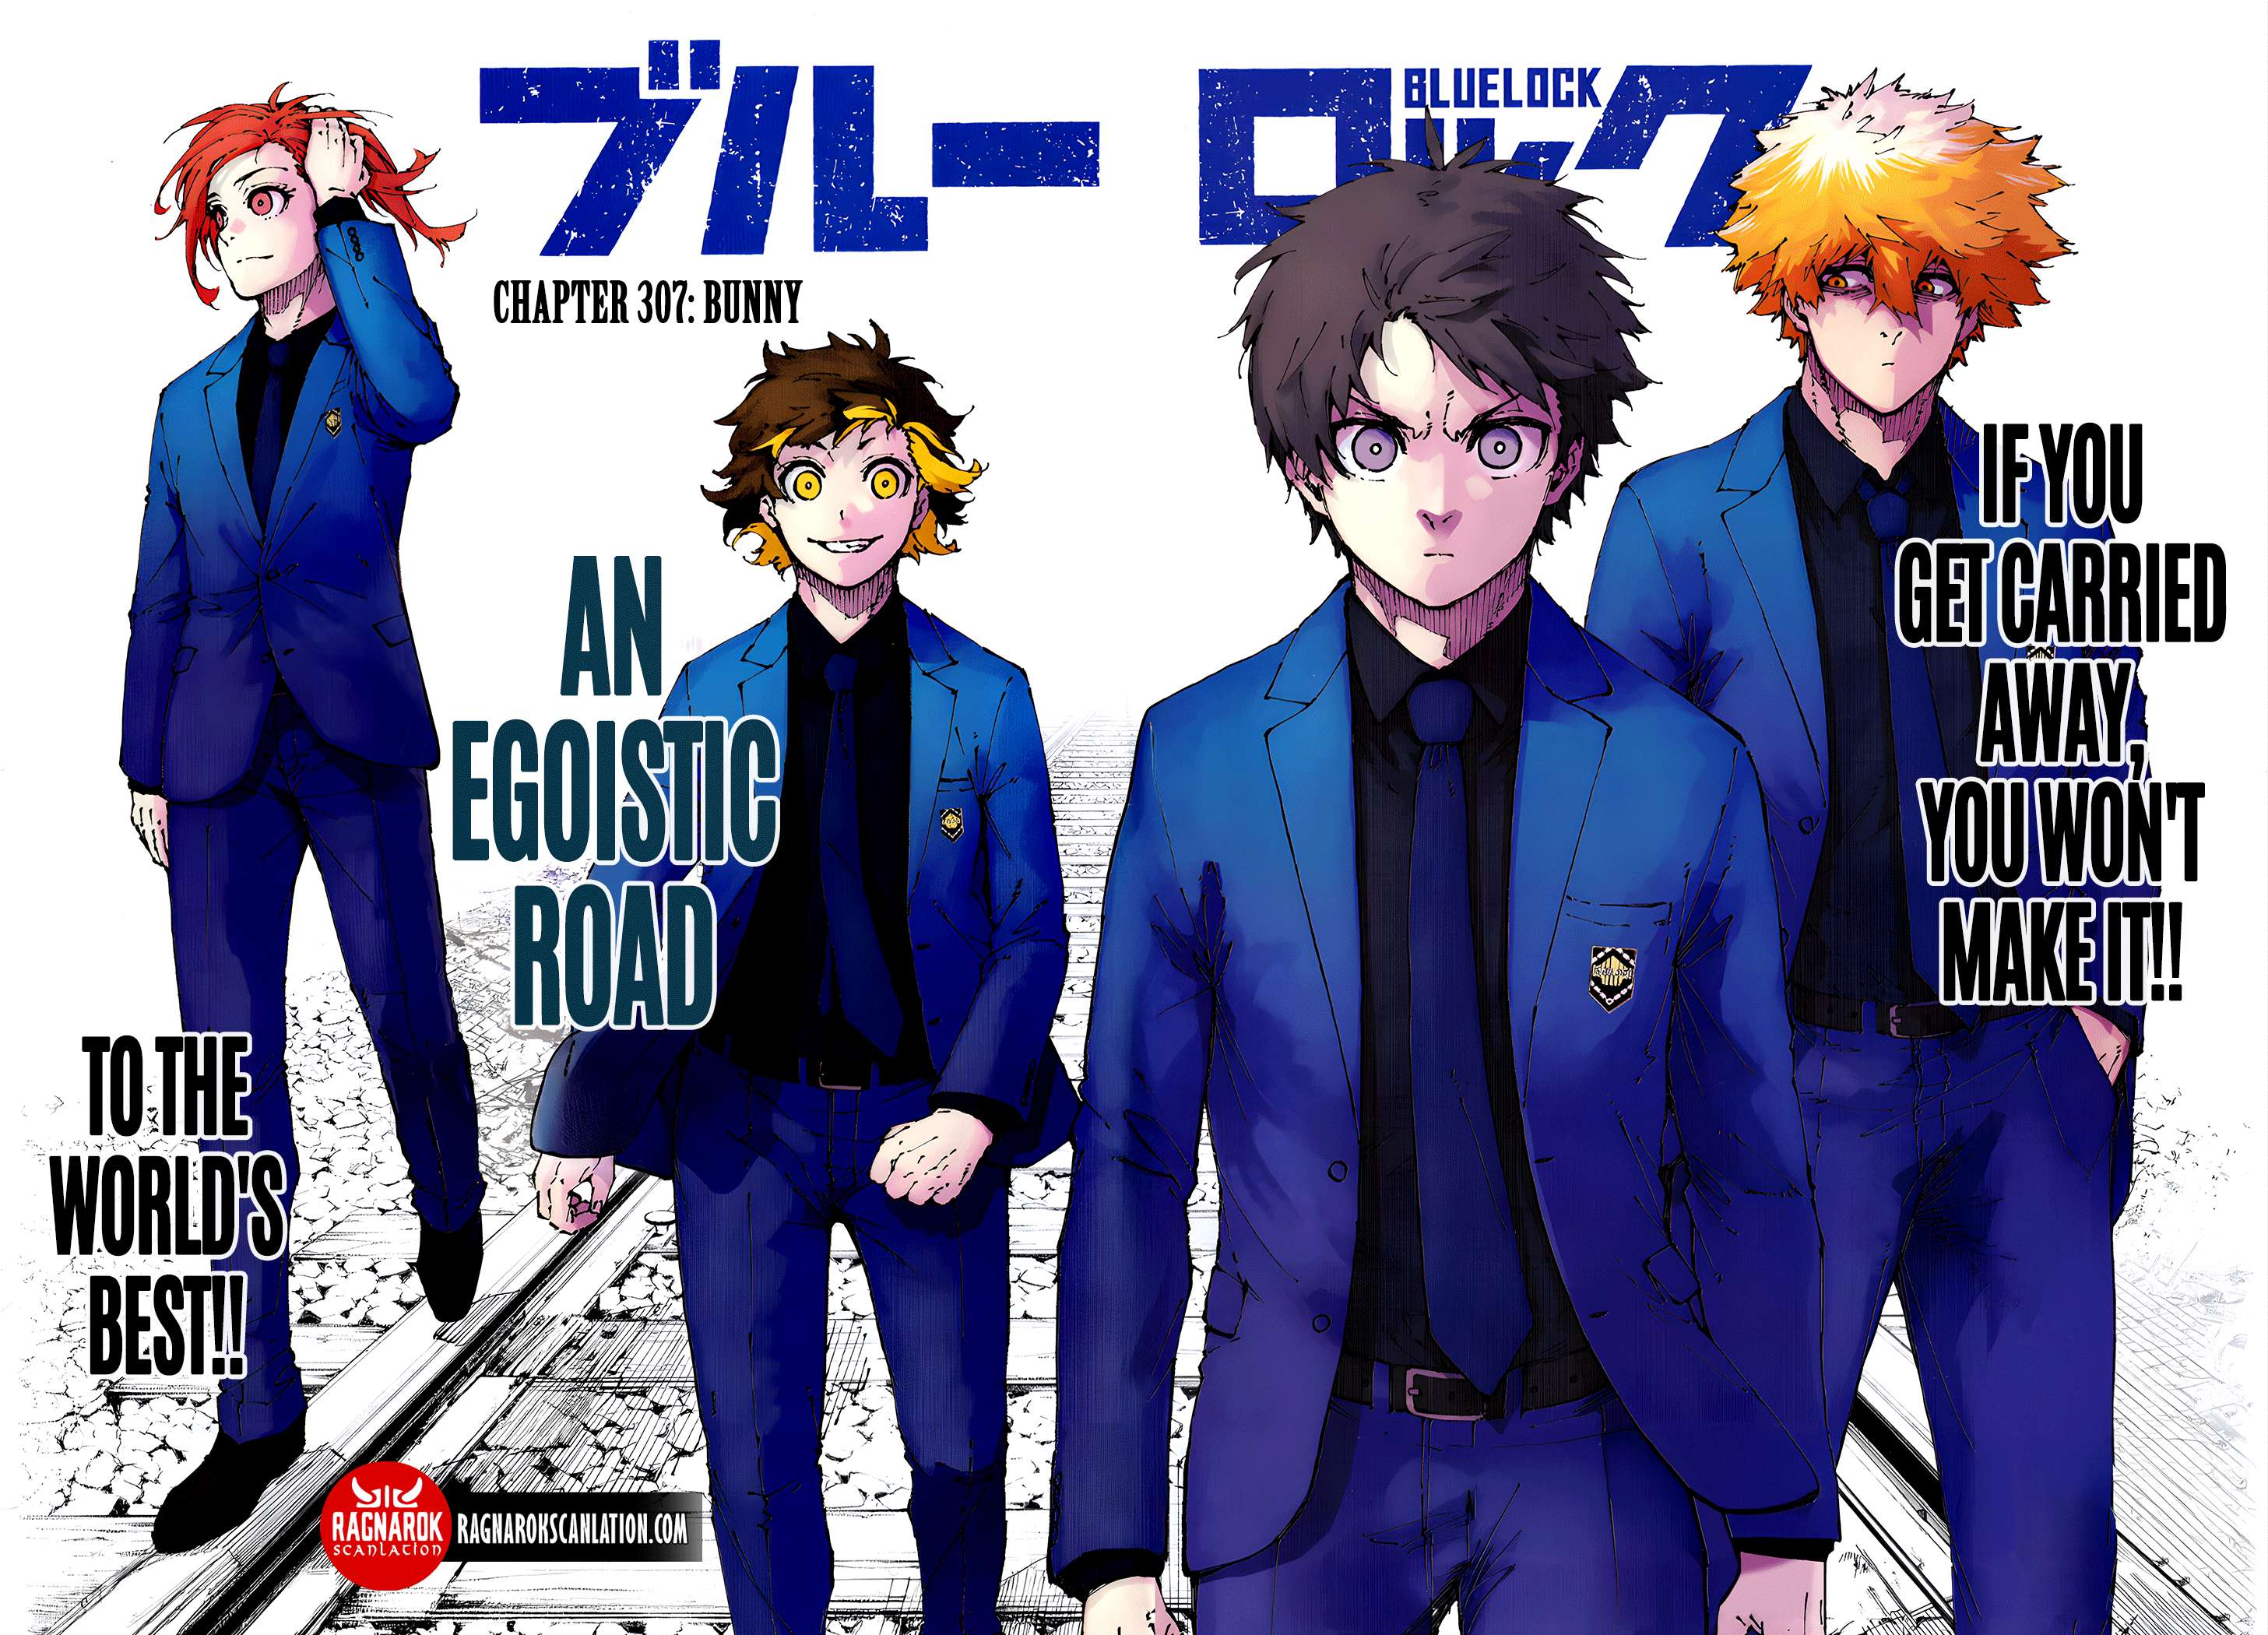 ブルーロック
BLUELOCK
CHAPTER 307: BUNNY
IF YOU
GET CARRIED
AWAY,
YOU WON'T
MAKE IT!!
AN
EGOISTIC
ROAD
TO THE
WORLD'S
BEST!!
RAGNAROK
SCANLATION
RAGNAROKSCANLATION.COM